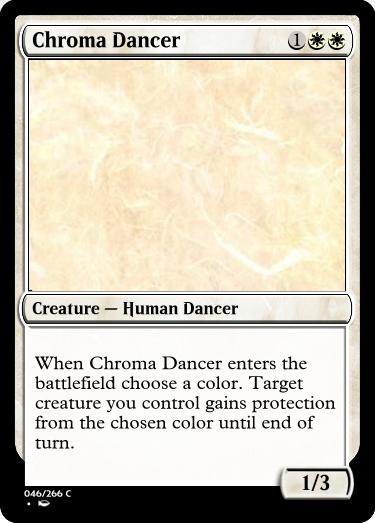 Chroma Dancer 1
Creature — Human Dancer
When Chroma Dancer enters the
battlefield choose a color. Target
creature you control gains protection
from the chosen color until end of
turn.
1/3
046/266 C